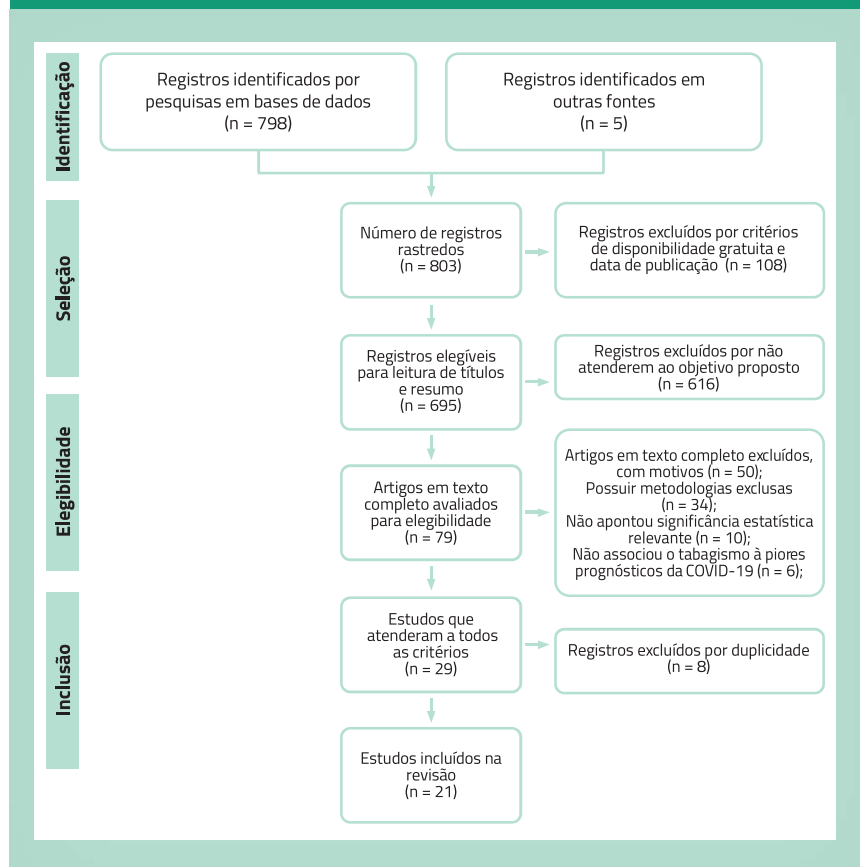 Identificação
Registros identificados por
pesquisas em bases de dados
(n = 798)
Registros identificados em
outras fontes
(n = 5)
Seleção
Número de registros
rastredos
(n = 803)
Registros excluídos por critérios
de disponibilidade gratuita e
data de publicação (n = 108)
Registros elegíveis
para leitura de títulos
e resumo
(n = 695)
Registros excluídos por não
atenderem ao objetivo proposto
(n = 616)
Elegibilidade
Artigos em texto
completo avaliados
para elegibilidade
(n = 79)
Artigos em texto completo excluídos,
com motivos (n = 50);
Possuir metodologias exclusas
(n = 34);
Não apontou significância estatística
relevante (n = 10);
Não associou o tabagismo à piores
prognósticos da COVID-19 (n = 6);
Inclusão
Estudos que
atenderam a todos
as critérios
(n = 29)
Registros excluídos por duplicidade
(n = 8)
Estudos incluídos na
revisão
(n = 21)